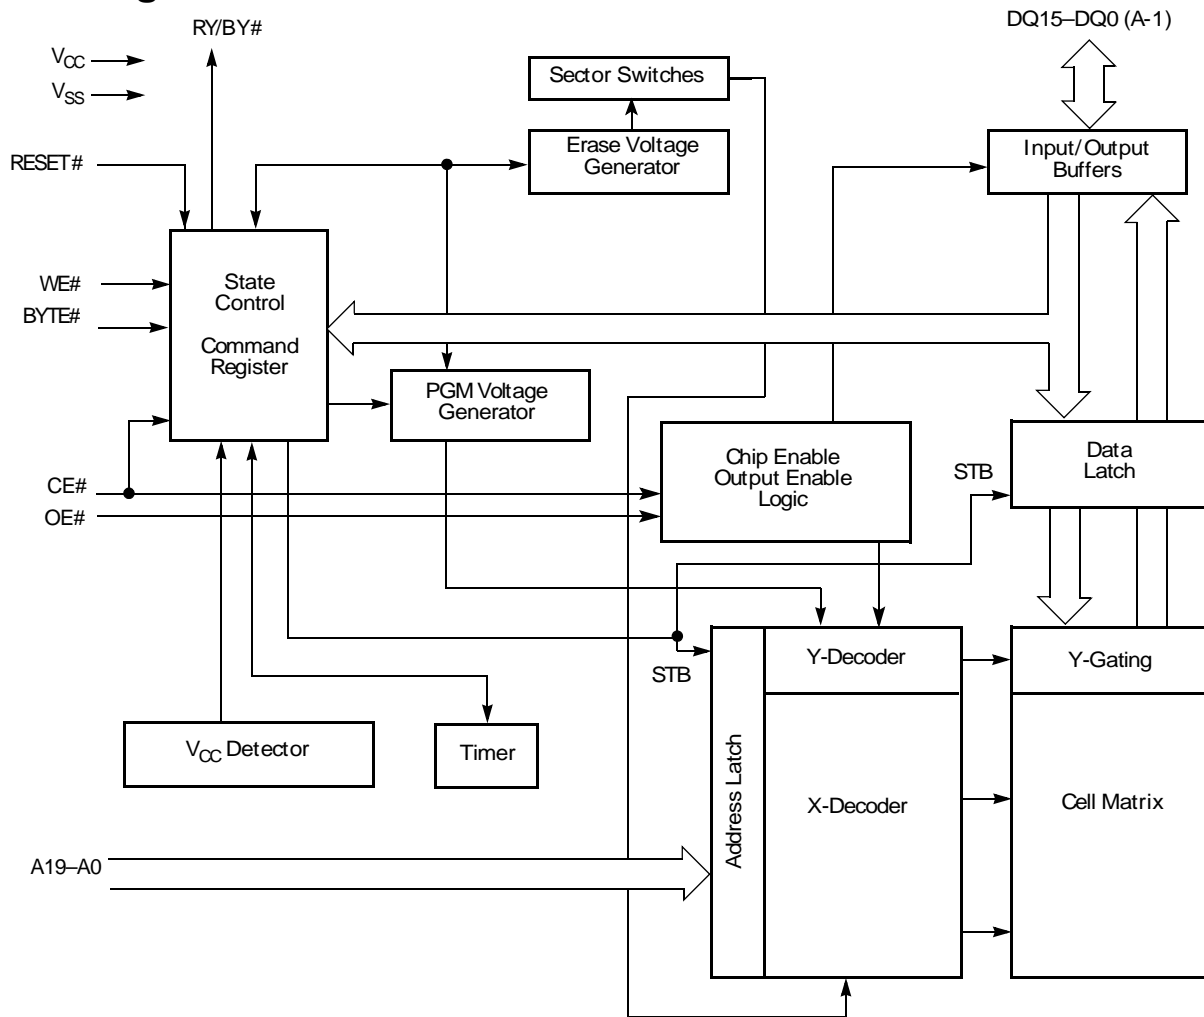 RY/BY#
DQ15–DQ0 (A-1)
VCC
VSS
Sector Switches
Erase Voltage
Generator
Input/Output
Buffers
RESET#
WE#
BYTE#
State
Control
Command
Register
PGM Voltage
Generator
Chip Enable
Output Enable
Logic
STB
Data
Latch
CE#
OE#
STB
Y-Decoder
Y-Gating
VCC Detector
Timer
Address Latch
X-Decoder
Cell Matrix
A19–A0